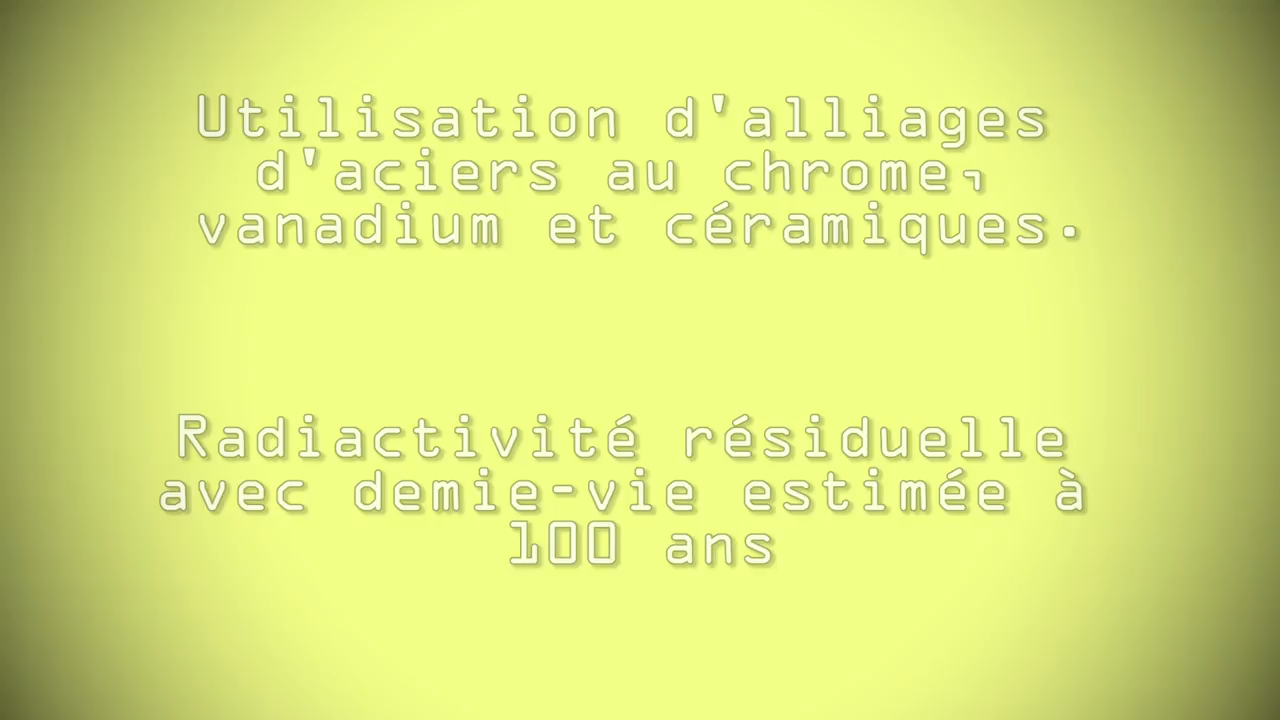 Utilisation d'alliages
d'aciers au chrome,
vanadium et céramiques.
Radiactivité résiduelle
avec demie-vie estimée à
100 ans